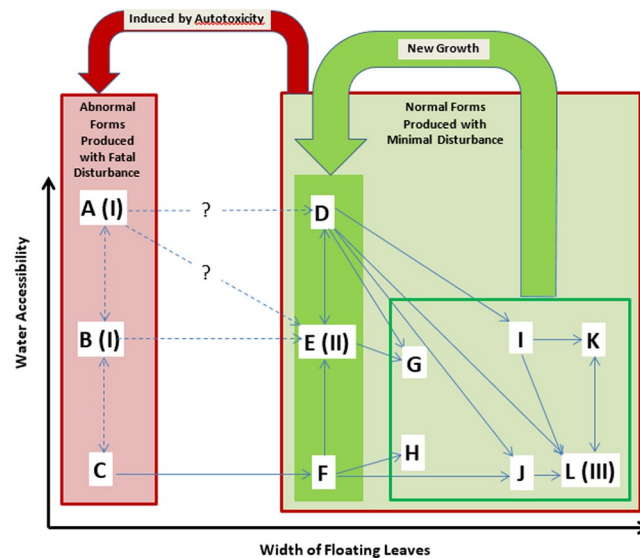 Induced by Autotoxicity
New Growth
Abnormal
Forms
Produced
with Fatal
Disturbance
Normal Forms
Produced with
Minimal Disturbance
A (I)
?
D
?
B (I)
E (II)
G
I
K
C
F
H
J
L (III)
Water Accessibility
Width of Floating Leaves